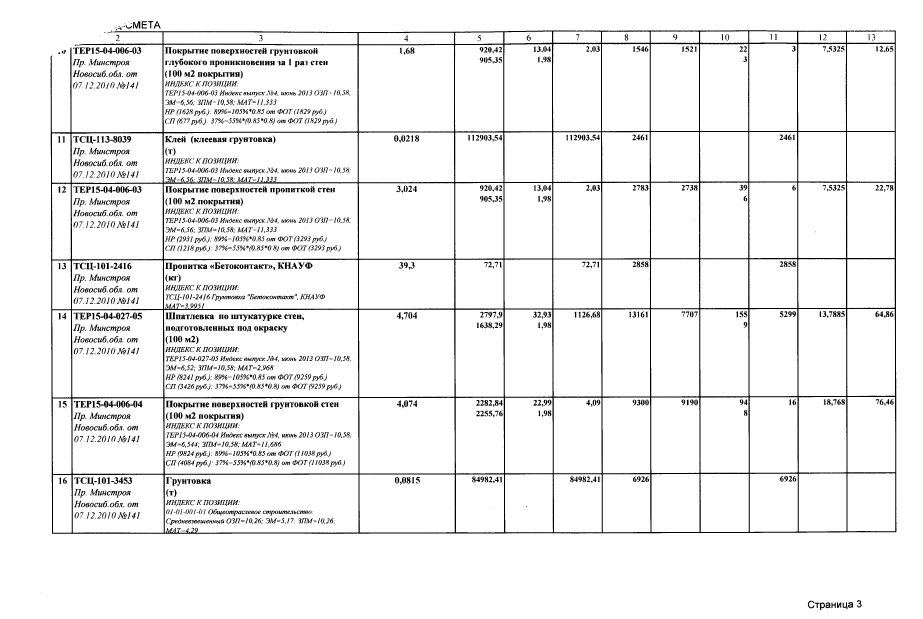 СМЕТА
2 3 4 5 6 7 8 9 10 11 12 13
ТЕР15-04-006-03 Покрытие поверхностей грунтовкой 1,68 920,42 13,04 2,03 1546 1521 22 3 7,5325 12,65
Пр. Минстроя глубокого проникновения за 1 раз стен 905,35 1,98 3
Новосиб.обл. от (100 м2 покрытия)
07.12.2010 №141 ИНДЕКС К ПОЗИЦИИ:
ТЕР15-04-006-03 Индекс выпуск №4, июнь 2013 ОЗП=10,58,
ЭМ=6,56; ЗПМ=10,58; МАТ=11,333
НР (1628 руб.): 89%=105%*0.85 от ФОТ (1829 руб.)
СП (677 руб.): 37%=55%*(0.85*0.8) от ФОТ (1829 руб.)
11 ТСЦ-113-8039 Клей (клеевая грунтовка) 0,0218 112903,54 112903,54 2461 2461
Пр. Минстроя (т)
Новосиб.обл. от ИНДЕКС К ПОЗИЦИИ:
07.12.2010 №141 ТЕР15-04-006-03 Индекс выпуск №4, июнь 2013 ОЗП=10,58;
ЭМ=6,56; ЗПМ=10,58; МАТ=11,333
12 ТЕР15-04-006-03 Покрытие поверхностей пропиткой стен 3,024 920,42 13,04 2,03 2783 2738 39 6 7,5325 22,78
Пр. Минстроя (100 м2 покрытия) 905,35 1,98 6
Новосиб.обл. от ИНДЕКС К ПОЗИЦИИ:
07.12.2010 №141 ТЕР15-04-006-03 Индекс выпуск №4, июнь 2013 ОЗП=10,58,
ЭМ=6,56; ЗПМ=10,58; МАТ=11,333
НР (2931 руб.): 89%=105%*0.85 от ФОТ (3293 руб.)
СП (1218 руб.): 37%=55%*(0.85*0.8) от ФОТ (3293 руб.)
13 ТСЦ-101-2416 Пропитка «Бетоконтакт», КНАУФ 39,3 72,71 72,71 2858 2858
Пр. Минстроя (кг)
Новосиб.обл. от ИНДЕКС К ПОЗИЦИИ:
07.12.2010 №141 ТСЦ-101-2416 Грунтовка "Бетоконтакт", КНАУФ
МАТ=3,9951
14 ТЕР15-04-027-05 Шпатлевка по штукатурке стен, 4,704 2797,9 32,93 1126,68 13161 7707 155 5299 13,7885 64,86
Пр. Минстроя подготовленных под окраску 1638,29 1,98 9
Новосиб.обл. от (100 м2)
07.12.2010 №141 ИНДЕКС К ПОЗИЦИИ:
ТЕР15-04-027-05 Индекс выпуск №4, июнь 2013 ОЗП=10,58,
ЭМ=6,52; ЗПМ=10,58; МАТ=2,968
НР (8241 руб.): 89%=105%*0.85 от ФОТ (9259 руб.)
СП (3426 руб.): 37%=55%*(0.85*0.8) от ФОТ (9259 руб.)
15 ТЕР15-04-006-04 Покрытие поверхностей грунтовкой стен 4,074 2282,84 22,99 4,09 9300 9190 94 16 18,768 76,46
Пр. Минстроя (100 м2 покрытия) 2255,76 1,98 8
Новосиб.обл. от ИНДЕКС К ПОЗИЦИИ:
07.12.2010 №141 ТЕР15-04-006-04 Индекс выпуск №4, июнь 2013 ОЗП=10,58;
ЭМ=6,544; ЗПМ=10,58; МАТ=11,686
НР (9824 руб.): 89%=105%*0.85 от ФОТ (11038 руб.)
СП (4084 руб.): 37%=55%*(0.85*0.8) от ФОТ (11038 руб.)
16 ТСЦ-101-3453 Грунтовка 0,0815 84982,41 84982,41 6926 6926
Пр. Минстроя (т)
Новосиб.обл. от ИНДЕКС К ПОЗИЦИИ:
07.12.2010 №141 01-01-001-01 Общеотраслевое строительство:
Средневзвешенный ОЗП=10,26; ЭМ=5,17; ЗПМ=10,26.
МАТ=4,29
Страница 3